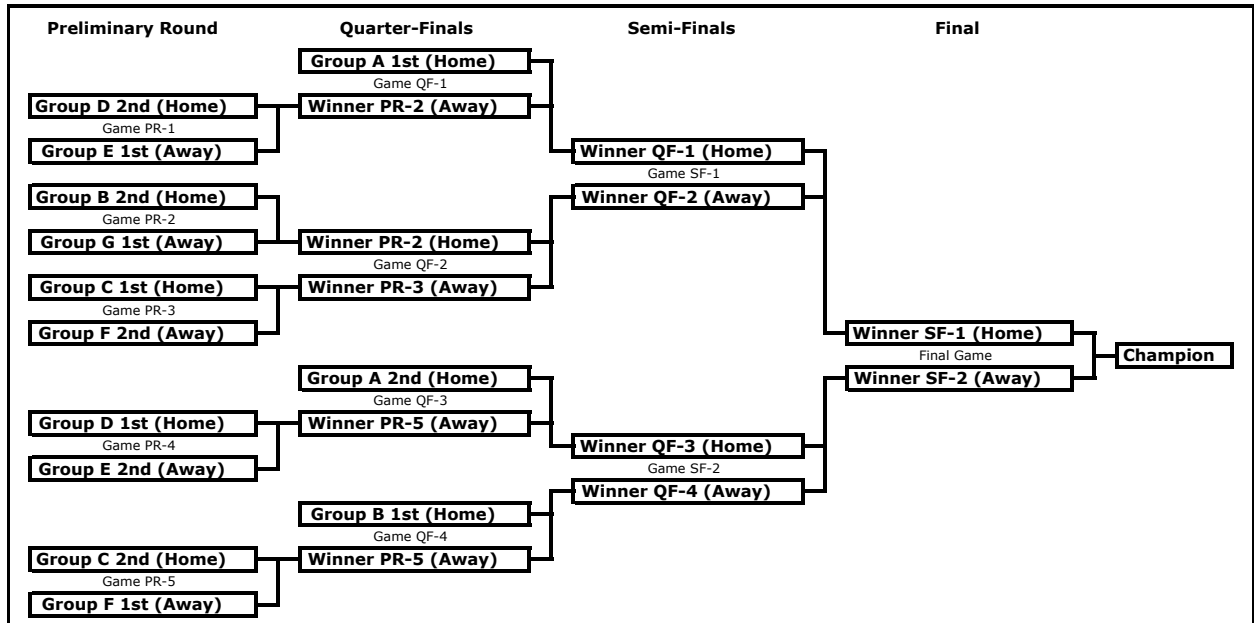 Preliminary Round Quarter-Finals Semi-Finals Final
Group A 1st (Home)
Game QF-1
Group D 2nd (Home) Winner PR-2 (Away)
Game PR-1
Group E 1st (Away) Winner QF-1 (Home)
Game SF-1
Group B 2nd (Home) Winner QF-2 (Away)
Game PR-2
Group G 1st (Away) Winner PR-2 (Home)
Game QF-2
Group C 1st (Home) Winner PR-3 (Away)
Game PR-3
Group F 2nd (Away) Winner SF-1 (Home)
Final Game Champion
Group A 2nd (Home) Winner SF-2 (Away)
Game QF-3
Group D 1st (Home) Winner PR-5 (Away)
Game PR-4 Winner QF-3 (Home)
Group E 2nd (Away) Game SF-2
Winner QF-4 (Away)
Group B 1st (Home)
Game QF-4
Group C 2nd (Home) Winner PR-5 (Away)
Game PR-5
Group F 1st (Away)